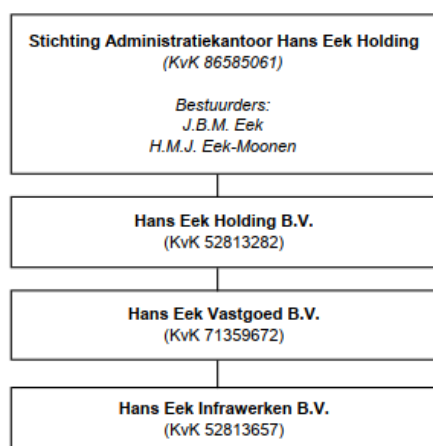 Stichting Administratiekantoor Hans Eek Holding
(KvK 86585061)
Bestuurders:
J.B.M. Eek
H.M.J. Eek-Moonen
Hans Eek Holding B.V.
(KvK 52813282)
Hans Eek Vastgoed B.V.
(KvK 71359672)
Hans Eek Infrawerken B.V.
(KvK 52813657)